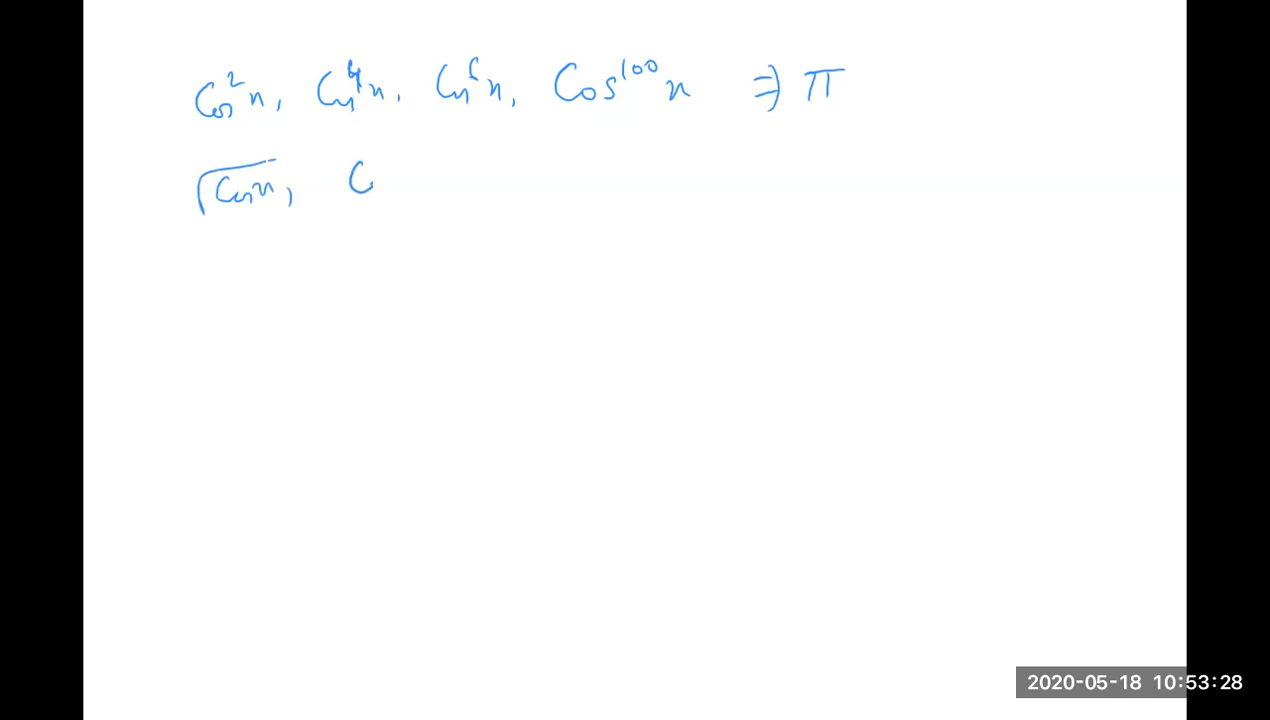 Cos²x, Cos⁴x, Cos⁶x, Cos¹⁰⁰x ⇒ π
√Cosx, C
2020-05-18 10:53:28